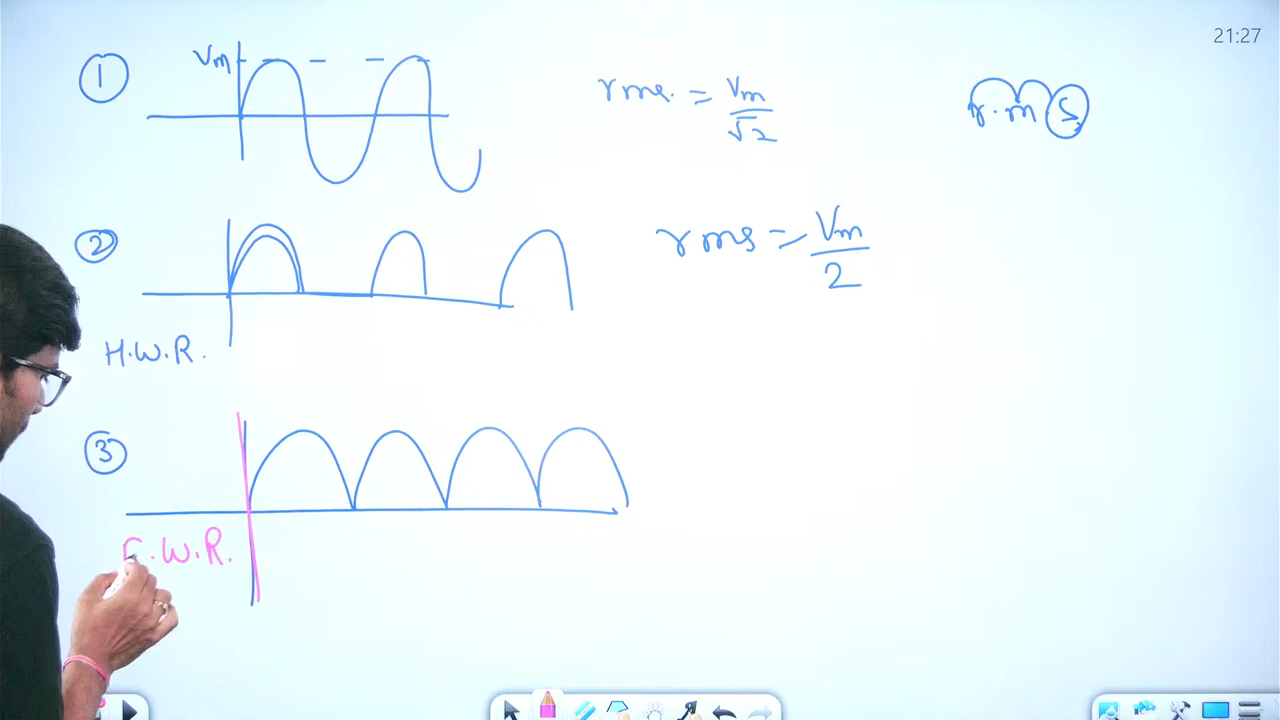 21:27
① Vm rms. = Vm/√2 r.m.s
② rms = Vm/2
H.W.R.
③
F.W.R.